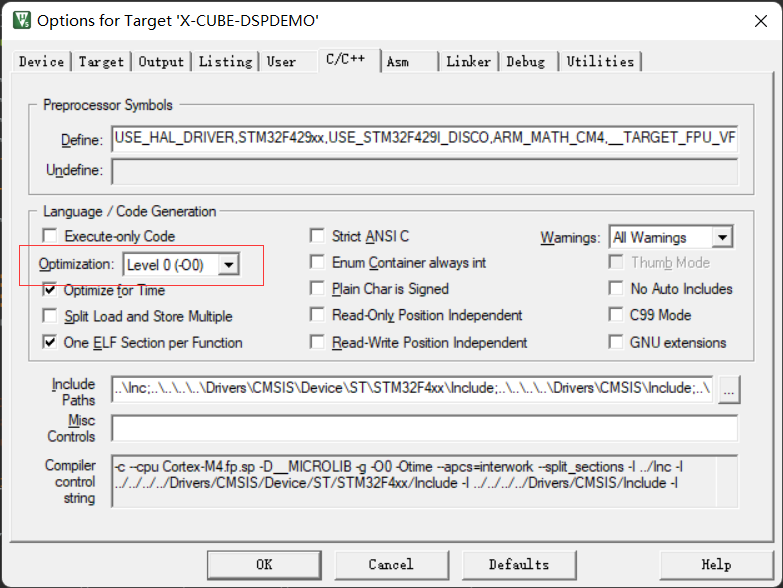 Options for Target 'X-CUBE-DSPDEMO'
Device Target Output Listing User C/C++ Asm Linker Debug Utilities
Preprocessor Symbols
Define: USE_HAL_DRIVER,STM32F429xx,USE_STM32F429I_DISCO,ARM_MATH_CM4,__TARGET_FPU_VF
Undefine:
Language / Code Generation
Execute-only Code
Strict ANSI C
Warnings: All Warnings
Optimization: Level 0 (-O0)
Enum Container always int
Thumb Mode
Optimize for Time
Plain Char is Signed
No Auto Includes
Split Load and Store Multiple
Read-Only Position Independent
C99 Mode
One ELF Section per Function
Read-Write Position Independent
GNU extensions
Include
Paths
..\Inc;..\..\..\..\Drivers\CMSIS\Device\ST\STM32F4xx\Include;..\..\..\..\Drivers\CMSIS\Include;..\
...
Misc
Controls
Compiler
control
string
-c --cpu Cortex-M4.fp.sp -D__MICROLIB -g -O0 -Otime --apcs=interwork --split_sections -I ../Inc -I
../../../../Drivers/CMSIS/Device/ST/STM32F4xx/Include -I ../../../../Drivers/CMSIS/Include -I
OK Cancel Defaults Help